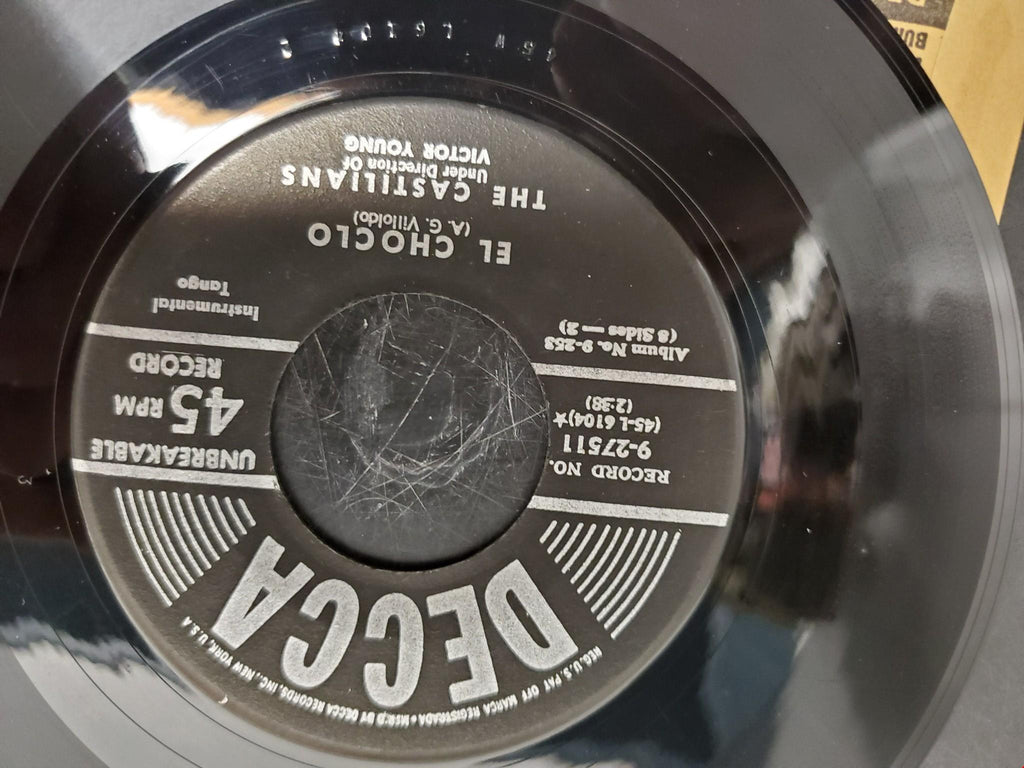 DECCA
REG. U.S. PAT. OFF. MARCA REGISTRADA • MFR'D BY DECCA RECORDS, INC., NEW YORK, U.S.A
RECORD NO.
9-27511
(45-L 6104)★
(2:38)
UNBREAKABLE
45 RPM
RECORD
Album No. 9-253
(8 Sides — 2)
Instrumental
Tango
EL CHOCLO
(A. G. Villoldo)
THE CASTILIANS
Under Direction Of
VICTOR YOUNG